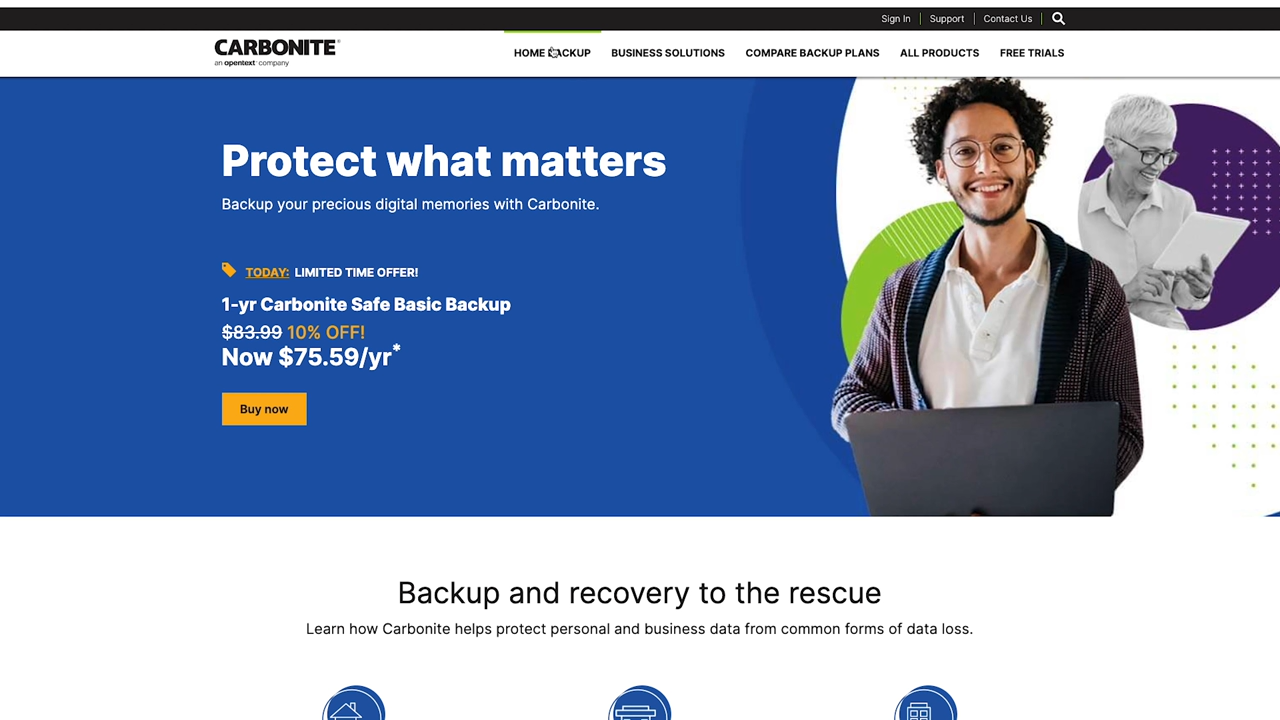 Sign In
Support
Contact Us
CARBONITE®
an opentext™ company
HOME BACKUP
BUSINESS SOLUTIONS
COMPARE BACKUP PLANS
ALL PRODUCTS
FREE TRIALS
Protect what matters
Backup your precious digital memories with Carbonite.
TODAY: LIMITED TIME OFFER!
1-yr Carbonite Safe Basic Backup
$83.99 10% OFF!
Now $75.59/yr*
Buy now
Backup and recovery to the rescue
Learn how Carbonite helps protect personal and business data from common forms of data loss.